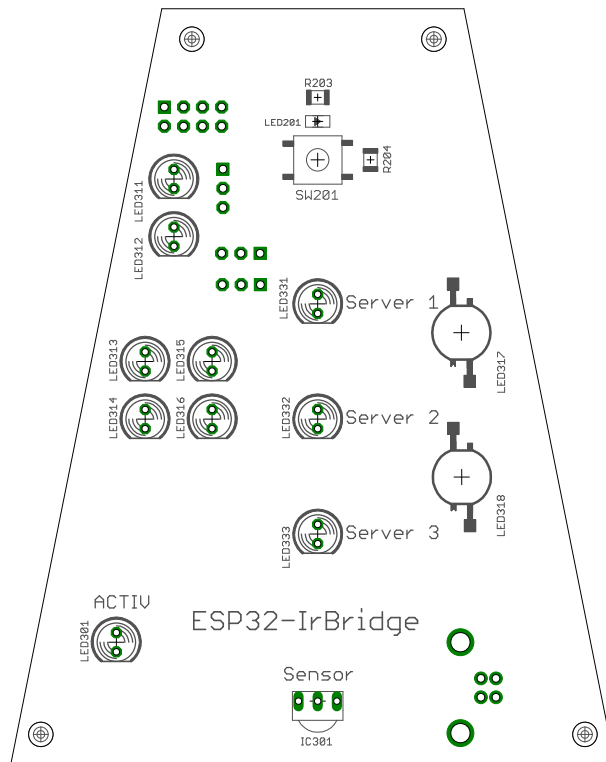 R203
LED201
R204
SW201
LED311
LED312
LED331
Server 1
LED317
LED313
LED315
LED314
LED316
LED332
Server 2
LED318
LED333
Server 3
ACTIV
LED301
ESP32-IrBridge
Sensor
IC301